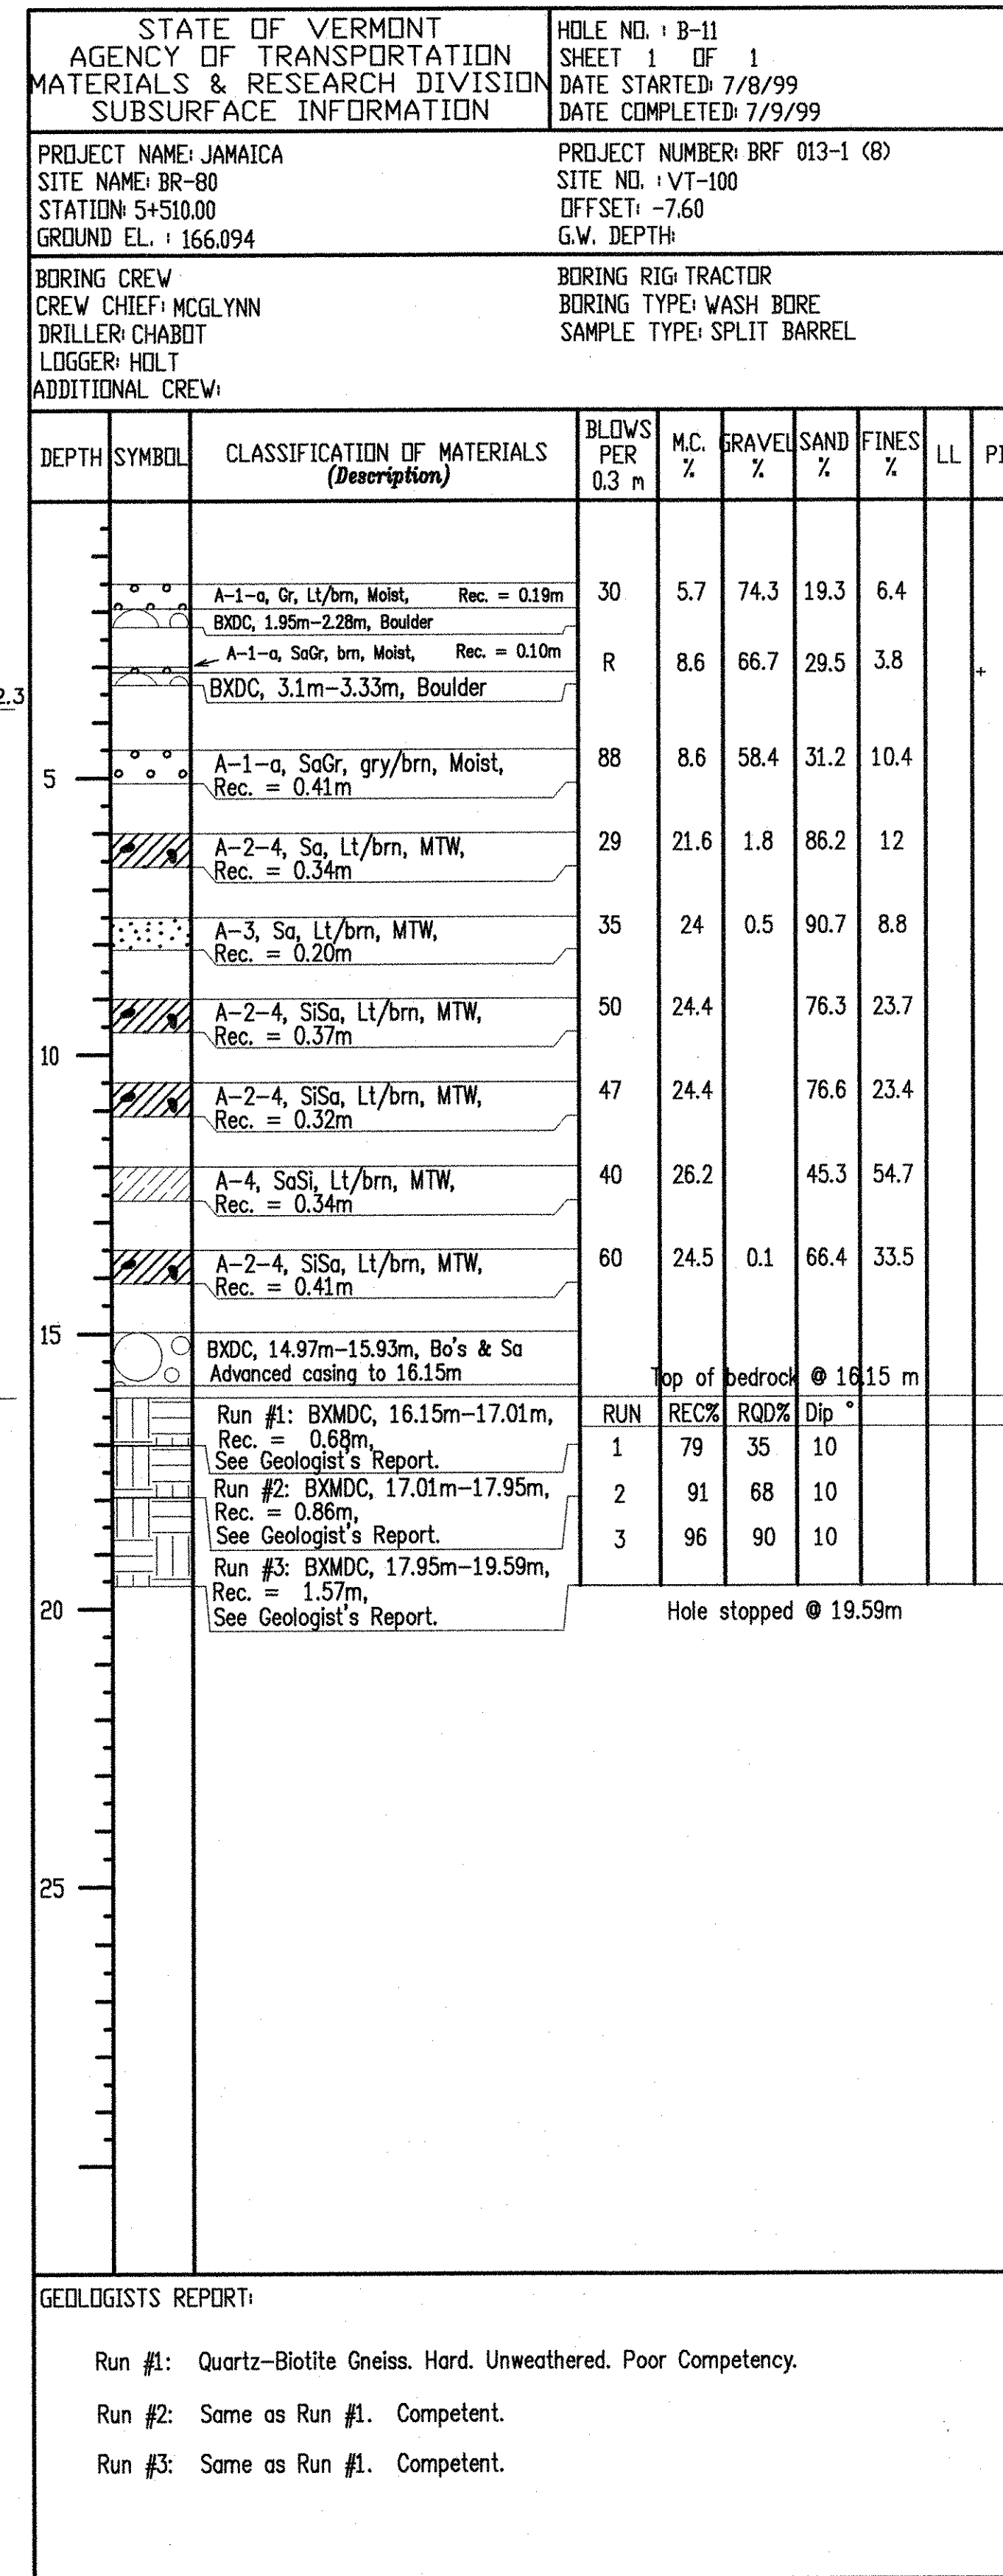 STATE OF VERMONT
AGENCY OF TRANSPORTATION
MATERIALS & RESEARCH DIVISION
SUBSURFACE INFORMATION
HOLE NO. : B-11
SHEET 1 OF 1
DATE STARTED: 7/8/99
DATE COMPLETED: 7/9/99
PROJECT NAME: JAMAICA
SITE NAME: BR-80
STATION: 5+510.00
GROUND EL. : 166.094
PROJECT NUMBER: BRF 013-1 (8)
SITE NO. : VT-100
OFFSET: -7.60
G.W. DEPTH:
BORING CREW
CREW CHIEF: MCGLYNN
DRILLER: CHABOT
LOGGER: HOLT
ADDITIONAL CREW:
BORING RIG: TRACTOR
BORING TYPE: WASH BORE
SAMPLE TYPE: SPLIT BARREL
DEPTH SYMBOL CLASSIFICATION OF MATERIALS (Description) BLOWS PER 0.3 m M.C. % GRAVEL % SAND % FINES % LL PI
A-1-a, Gr, Lt/brn, Moist, Rec. = 0.19m 30 5.7 74.3 19.3 6.4
BXDC, 1.95m-2.28m, Boulder
A-1-a, SaGr, brn, Moist, Rec. = 0.10m R 8.6 66.7 29.5 3.8
+
2.3
BXDC, 3.1m-3.33m, Boulder
5 A-1-a, SaGr, gry/brn, Moist, 88 8.6 58.4 31.2 10.4
Rec. = 0.41m
A-2-4, Sa, Lt/brn, MTW, 29 21.6 1.8 86.2 12
Rec. = 0.34m
A-3, Sa, Lt/brn, MTW, 35 24 0.5 90.7 8.8
Rec. = 0.20m
A-2-4, SiSa, Lt/brn, MTW, 50 24.4 76.3 23.7
Rec. = 0.37m
10
A-2-4, SiSa, Lt/brn, MTW, 47 24.4 76.6 23.4
Rec. = 0.32m
A-4, SaSi, Lt/brn, MTW, 40 26.2 45.3 54.7
Rec. = 0.34m
A-2-4, SiSa, Lt/brn, MTW, 60 24.5 0.1 66.4 33.5
Rec. = 0.41m
15
BXDC, 14.97m-15.93m, Bo's & Sa
Advanced casing to 16.15m Top of bedrock @ 16.15 m
Run #1: BXMDC, 16.15m-17.01m, RUN REC% RQD% Dip °
Rec. = 0.68m, 1 79 35 10
See Geologist's Report.
Run #2: BXMDC, 17.01m-17.95m, 2 91 68 10
Rec. = 0.86m,
See Geologist's Report. 3 96 90 10
Run #3: BXMDC, 17.95m-19.59m,
Rec. = 1.57m,
20 See Geologist's Report. Hole stopped @ 19.59m
25
GEOLOGISTS REPORT:
Run #1: Quartz-Biotite Gneiss. Hard. Unweathered. Poor Competency.
Run #2: Same as Run #1. Competent.
Run #3: Same as Run #1. Competent.